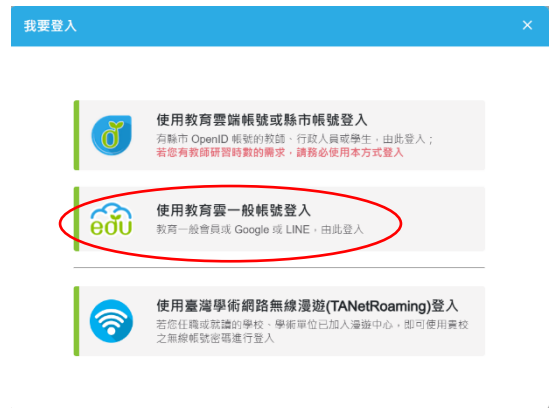 我要登入
×
使用教育雲端帳號或縣市帳號登入
有縣市 OpenID 帳號的教師、行政人員或學生，由此登入；
若您有教師研習時數的需求，請務必使用本方式登入
edu
使用教育雲一般帳號登入
教育一般會員或 Google 或 LINE，由此登入
使用臺灣學術網路無線漫遊(TANetRoaming)登入
若您任職或就讀的學校、學術單位已加入漫遊中心，即可使用貴校
之無線帳號密碼進行登入